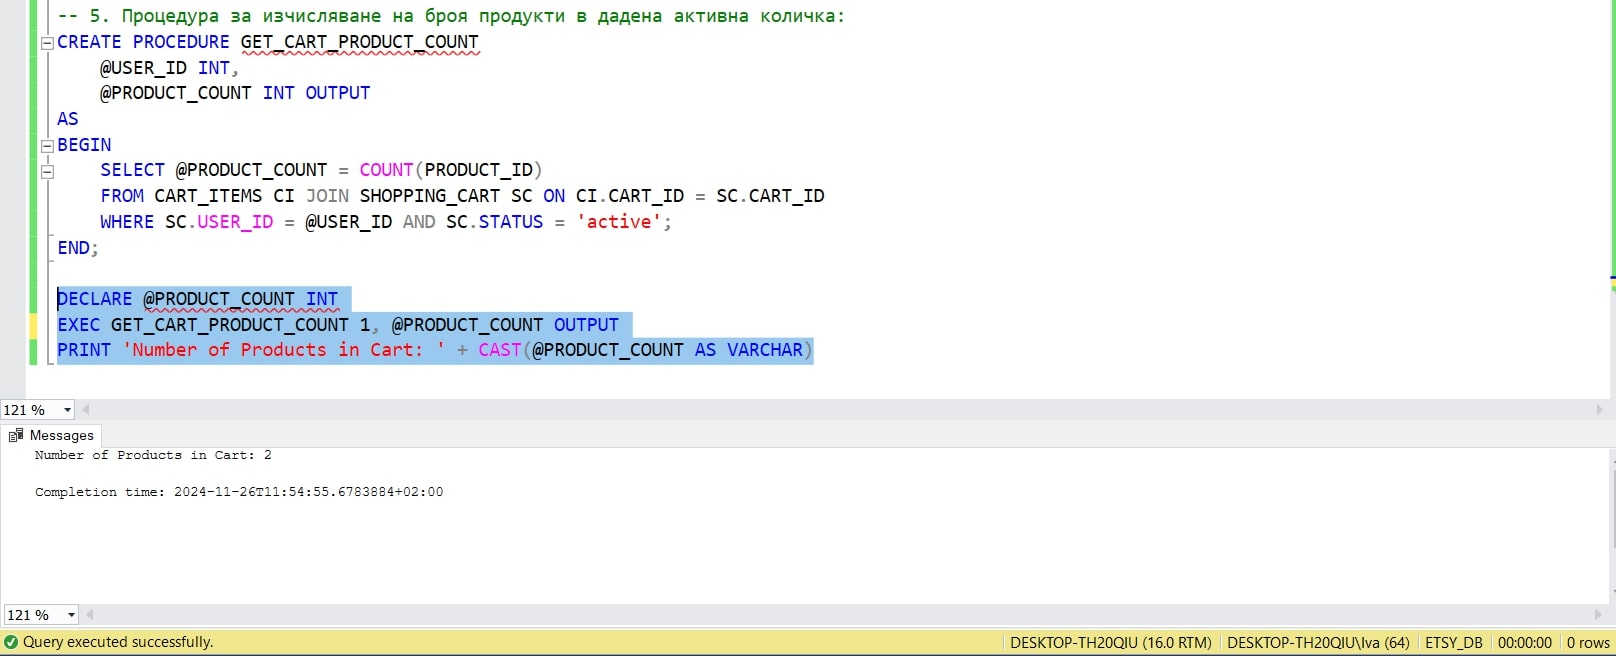 -- 5. Процедура за изчисляване на броя продукти в дадена активна количка:
CREATE PROCEDURE GET_CART_PRODUCT_COUNT
    @USER_ID INT,
    @PRODUCT_COUNT INT OUTPUT
AS
BEGIN
    SELECT @PRODUCT_COUNT = COUNT(PRODUCT_ID)
    FROM CART_ITEMS CI JOIN SHOPPING_CART SC ON CI.CART_ID = SC.CART_ID
    WHERE SC.USER_ID = @USER_ID AND SC.STATUS = 'active';
END;
DECLARE @PRODUCT_COUNT INT
EXEC GET_CART_PRODUCT_COUNT 1, @PRODUCT_COUNT OUTPUT
PRINT 'Number of Products in Cart: ' + CAST(@PRODUCT_COUNT AS VARCHAR)
121 %
Messages
Number of Products in Cart: 2
Completion time: 2024-11-26T11:54:55.6783884+02:00
121 %
Query executed successfully. DESKTOP-TH20QIU (16.0 RTM) DESKTOP-TH20QIU\Iva (64) ETSY_DB 00:00:00 0 rows